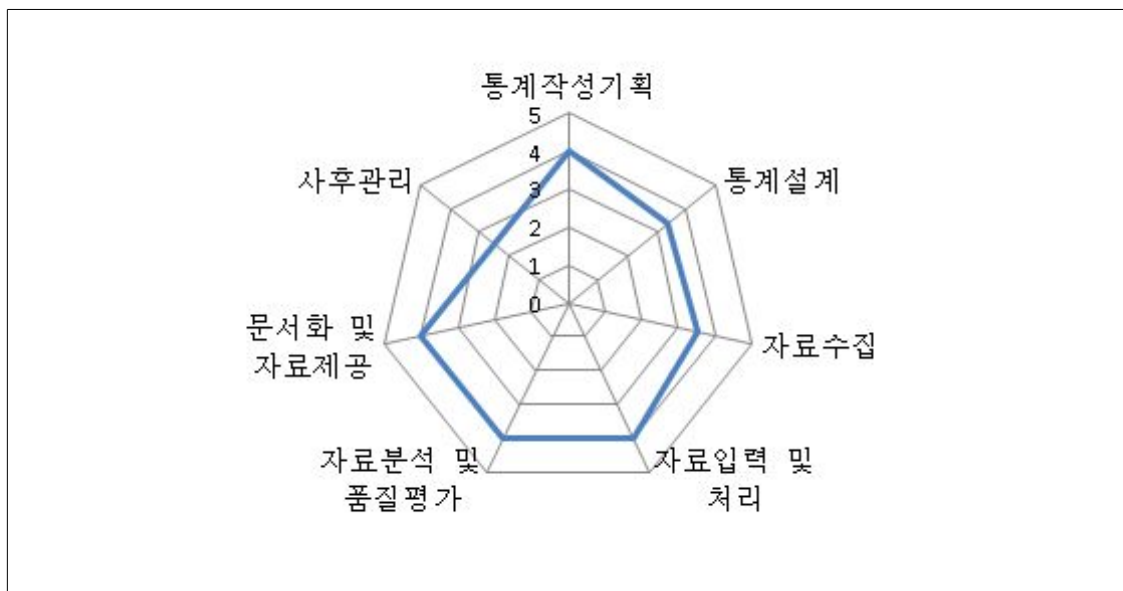 통계작성기획
5
4
3
2
1
0
통계설계
자료수집
자료입력 및
처리
자료분석 및
품질평가
문서화 및
자료제공
사후관리